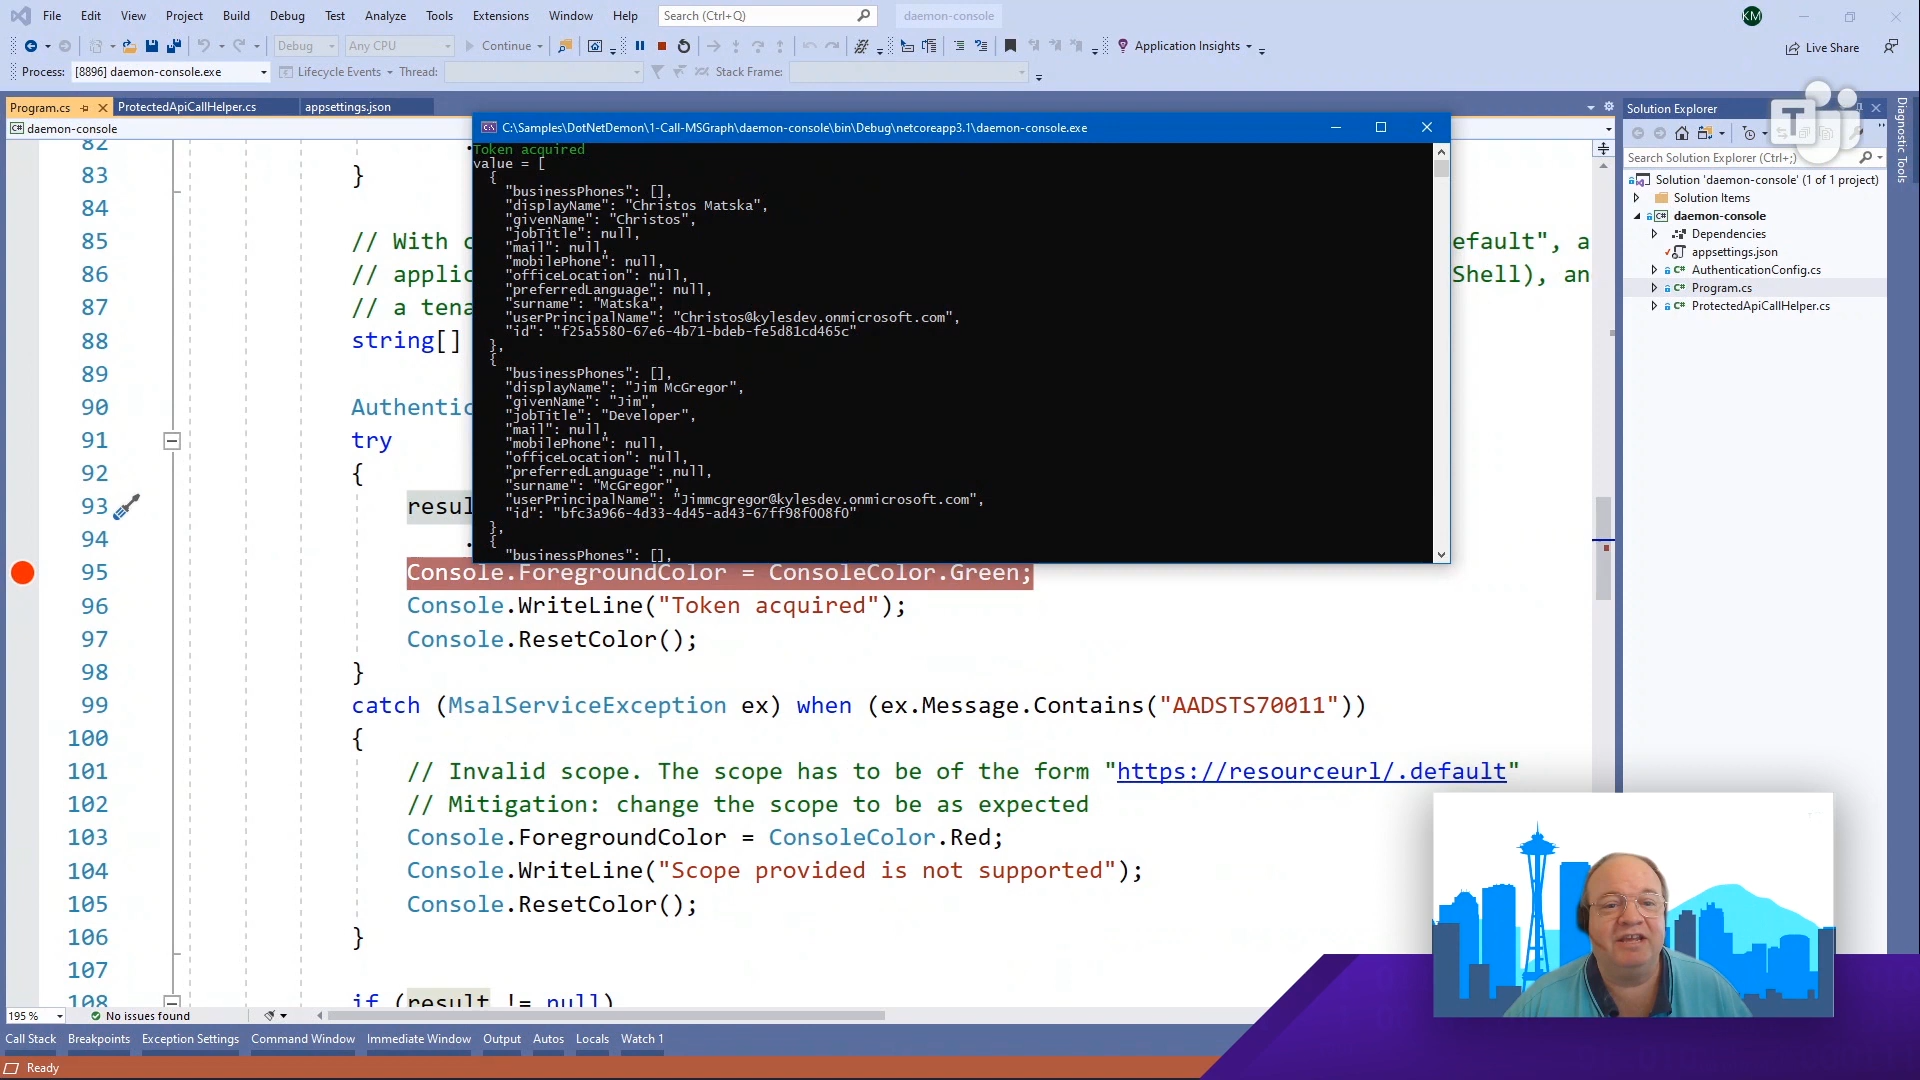 File Edit View Project Build Debug Test Analyze Tools Extensions Window Help Search (Ctrl+Q) daemon-console KM
Debug Any CPU Continue Application Insights Live Share
Process: [8896] daemon-console.exe Lifecycle Events Thread: Stack Frame:
Program.cs ProtectedApiCallHelper.cs appsettings.json
daemon-console
C:\Samples\DotNetDemon\1-Call-MSGraph\daemon-console\bin\Debug\netcoreapp3.1\daemon-console.exe
Token acquired
value = [
{
"businessPhones": [],
"displayName": "Christos Matska",
"givenName": "Christos",
"jobTitle": null,
"mail": null,
"mobilePhone": null,
"officeLocation": null,
"preferredLanguage": null,
"surname": "Matska",
"userPrincipalName": "Christos@kylesdev.onmicrosoft.com",
"id": "f25a5580-67e6-4b71-bdeb-fe5d81cd465c"
},
{
"businessPhones": [],
"displayName": "Jim McGregor",
"givenName": "Jim",
"jobTitle": "Developer",
"mail": null,
"mobilePhone": null,
"officeLocation": null,
"preferredLanguage": null,
"surname": "McGregor",
"userPrincipalName": "Jimmcgregor@kylesdev.onmicrosoft.com",
"id": "bfc3a966-4d33-4d45-ad43-67ff98f008f0"
},
{
"businessPhones": [],
82
83 }
84
85 // With c efault", a
86 // applic Shell), an
87 // a tena
88 string[]
89
90 Authentic
91 try
92 {
93 resul
94 .
95 Console.ForegroundColor = ConsoleColor.Green;
96 Console.WriteLine("Token acquired");
97 Console.ResetColor();
98 }
99 catch (MsalServiceException ex) when (ex.Message.Contains("AADSTS70011"))
100 {
101 // Invalid scope. The scope has to be of the form "https://resourceurl/.default"
102 // Mitigation: change the scope to be as expected
103 Console.ForegroundColor = ConsoleColor.Red;
104 Console.WriteLine("Scope provided is not supported");
105 Console.ResetColor();
106 }
107
108 if (result != null)
Solution Explorer
Search Solution Explorer (Ctrl+;)
Solution 'daemon-console' (1 of 1 project)
Solution Items
daemon-console
Dependencies
appsettings.json
AuthenticationConfig.cs
Program.cs
ProtectedApiCallHelper.cs
Diagnostic Tools
T
195 % No issues found
Call Stack Breakpoints Exception Settings Command Window Immediate Window Output Autos Locals Watch 1
Ready